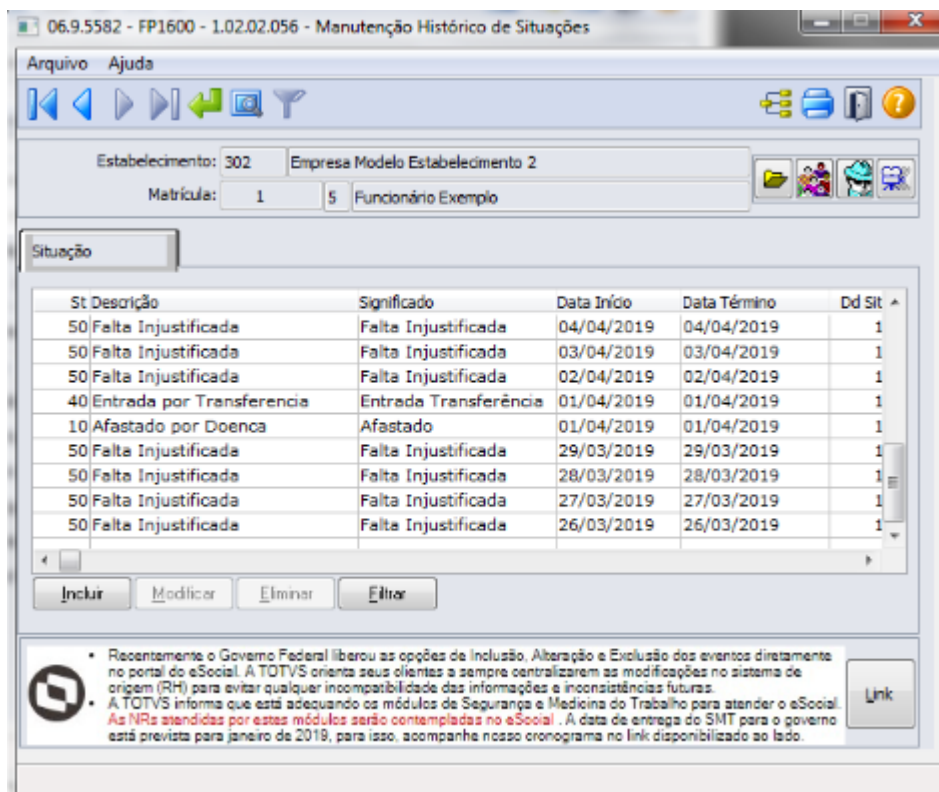 06.9.5582 - FP1600 - 1.02.02.056 - Manutenção Histórico de Situações
Arquivo Ajuda
Estabelecimento: 302 Empresa Modelo Estabelecimento 2
Matrícula: 1 5 Funcionário Exemplo
Situação
St Descrição Significado Data Início Data Término Dd Sit
50 Falta Injustificada Falta Injustificada 04/04/2019 04/04/2019 1
50 Falta Injustificada Falta Injustificada 03/04/2019 03/04/2019 1
50 Falta Injustificada Falta Injustificada 02/04/2019 02/04/2019 1
40 Entrada por Transferencia Entrada Transferência 01/04/2019 01/04/2019 1
10 Afastado por Doenca Afastado 01/04/2019 01/04/2019 1
50 Falta Injustificada Falta Injustificada 29/03/2019 29/03/2019 1
50 Falta Injustificada Falta Injustificada 28/03/2019 28/03/2019 1
50 Falta Injustificada Falta Injustificada 27/03/2019 27/03/2019 1
50 Falta Injustificada Falta Injustificada 26/03/2019 26/03/2019 1
Incluir Modificar Eliminar Filtrar
• Recentemente o Governo Federal liberou as opções de Inclusão, Alteração e Exclusão dos eventos diretamente
no portal do eSocial. A TOTVS orienta seus clientes a sempre centralizarem as modificações no sistema de
origem (RH) para evitar qualquer incompatibilidade das informações e inconsistências futuras.
• A TOTVS informa que está adequando os módulos de Segurança e Medicina do Trabalho para atender o eSocial.
As NRs atendidas por estes módulos serão contempladas no eSocial . A data de entrega do SMT para o governo
está prevista para janeiro de 2019, para isso, acompanhe nosso cronograma no link disponibilizado ao lado.
Link